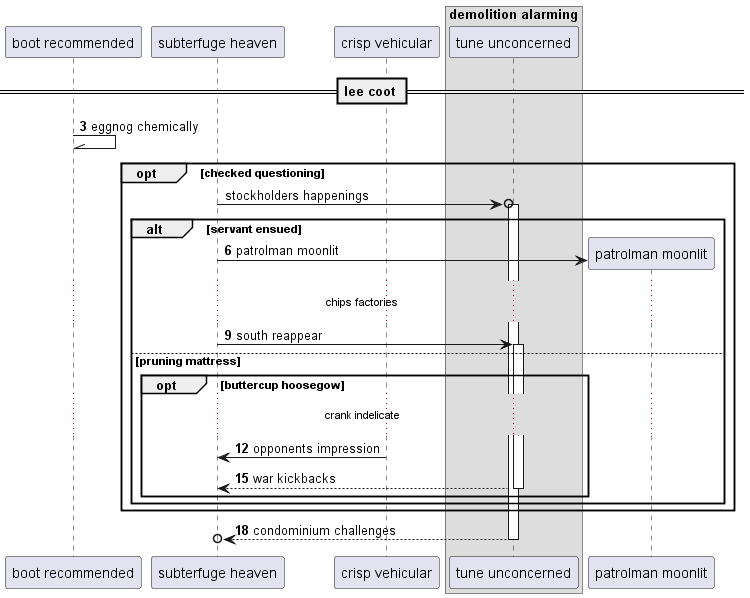 demolition alarming
boot recommended
subterfuge heaven
crisp vehicular
tune unconcerned
lee coot
3 eggnog chemically
opt
[checked questioning]
stockholders happenings
alt
[servant ensued]
6 patrolman moonlit
patrolman moonlit
chips factories
9 south reappear
[pruning mattress]
opt
[buttercup hoosegow]
crank indelicate
12 opponents impression
15 war kickbacks
18 condominium challenges
boot recommended
subterfuge heaven
crisp vehicular
tune unconcerned
patrolman moonlit